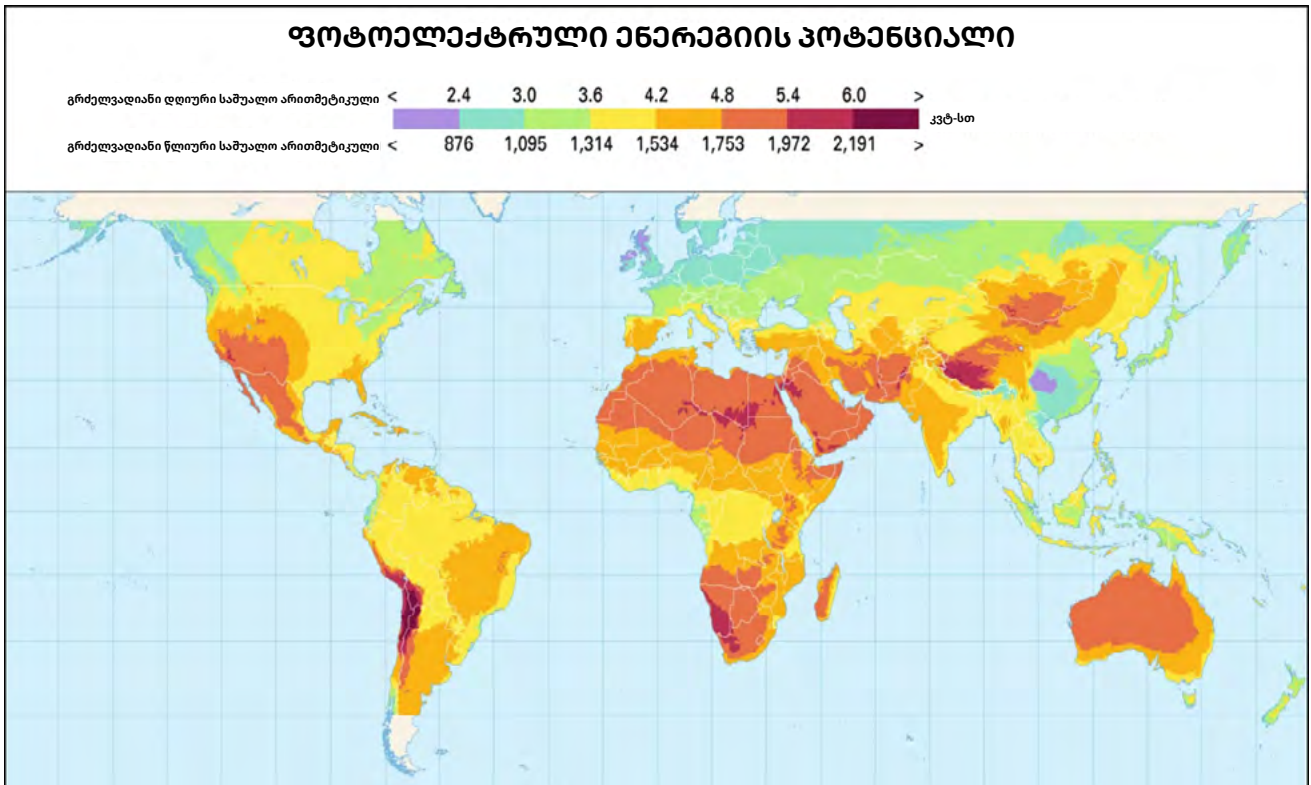 ფოტოელექტრული ენერეგიის პოტენციალი
გრძელვადიანი დღიური საშუალო არითმეტიკული < 2.4 3.0 3.6 4.2 4.8 5.4 6.0 >
კვტ-სთ
გრძელვადიანი წლიური საშუალო არითმეტიკული < 876 1,095 1,314 1,534 1,753 1,972 2,191 >